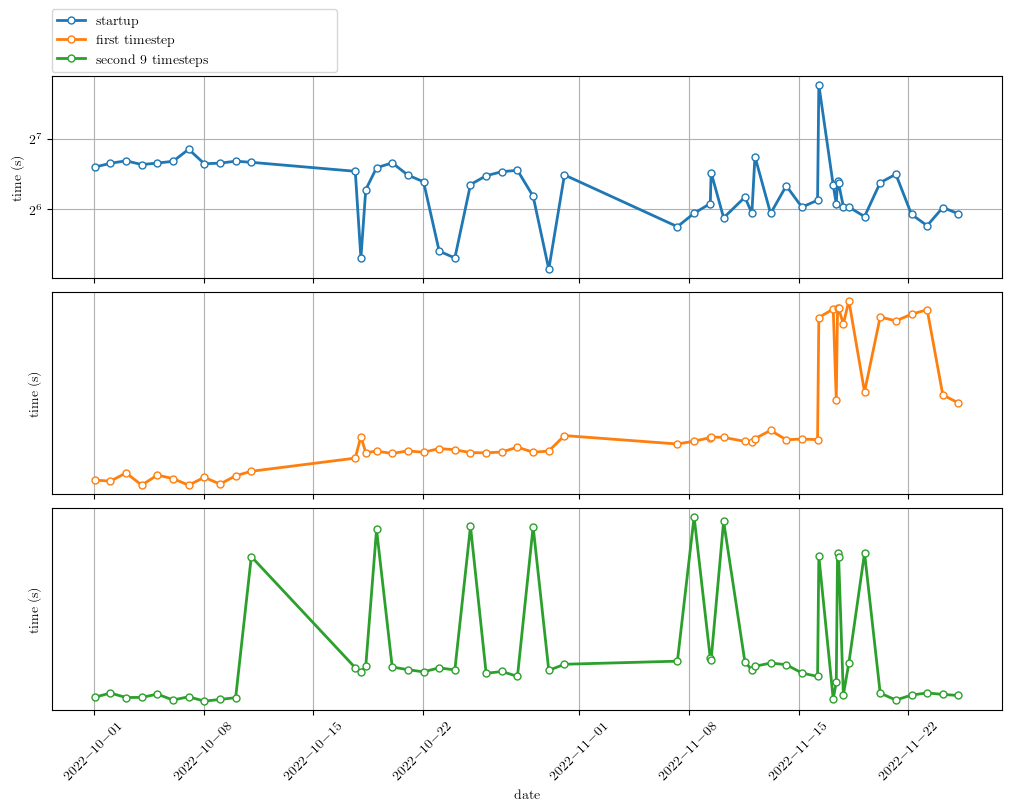 startup
first timestep
second 9 timesteps
2^7
2^6
time (s)
time (s)
time (s)
2022−10−01
2022−10−08
2022−10−15
2022−10−22
2022−11−01
2022−11−08
2022−11−15
2022−11−22
date